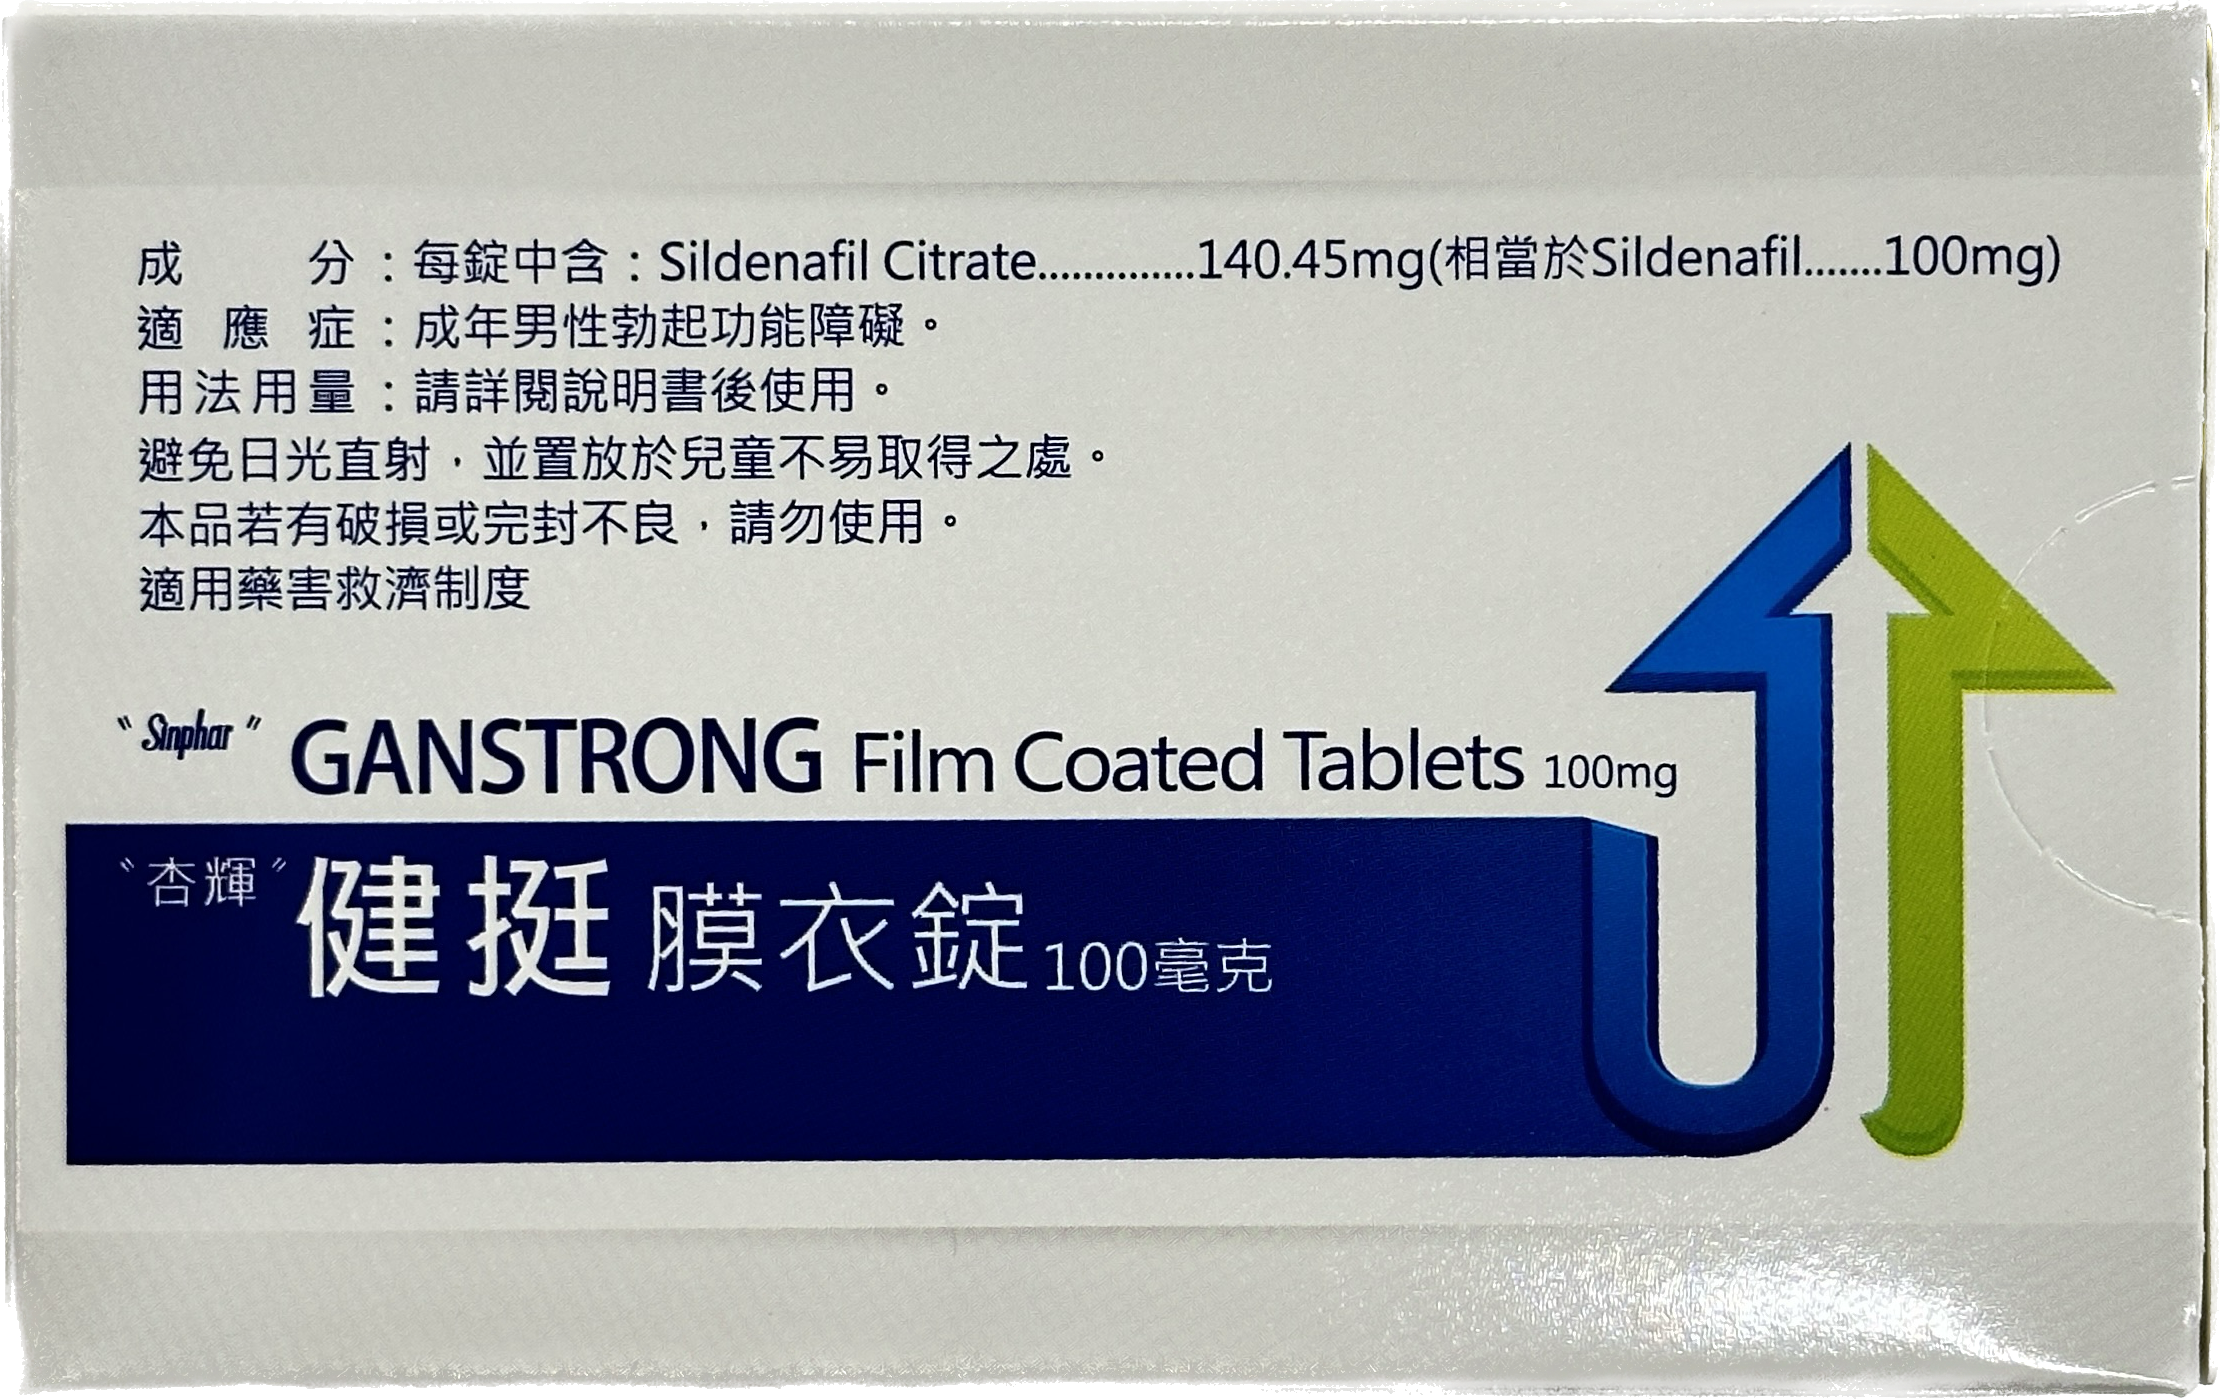 成分：每錠中含：Sildenafil Citrate..............140.45mg(相當於Sildenafil.......100mg)
適應症：成年男性勃起功能障礙。
用法用量：請詳閱說明書後使用。
避免日光直射，並置放於兒童不易取得之處。
本品若有破損或完封不良，請勿使用。
適用藥害救濟制度
“Sinphar” GANSTRONG Film Coated Tablets 100mg
“杏輝”健挺膜衣錠100毫克